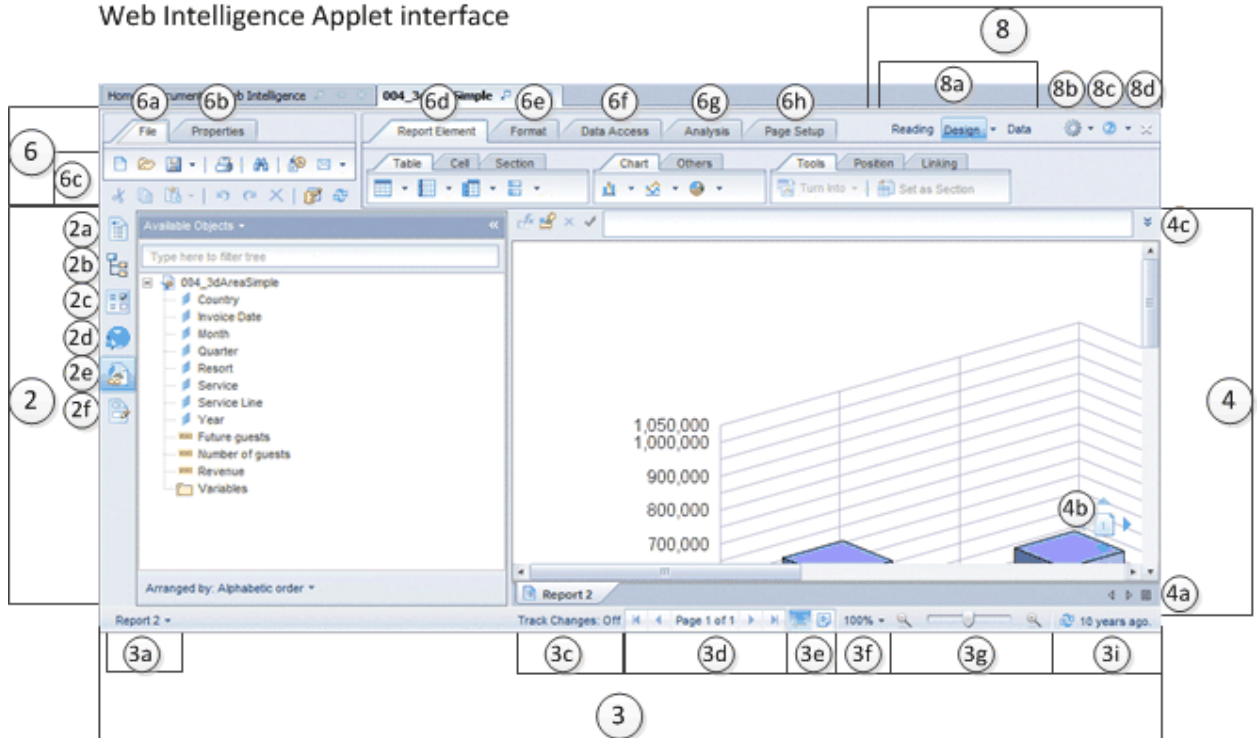 Web Intelligence Applet interface
8
8a
8b 8c 8d
6a 6b 6d 6e 6f 6g 6h
Web Intelligence
File Properties Report Element Format Data Access Analysis Page Setup Reading Design Data
6
6c
Table Cell Section Chart Others Tools Position Linking
Turn Into Set as Section
2
2a
2b
2c
2d
2e
2f
Available Objects
Type here to filter tree
004_3dAreaSimple
Country
Invoice Date
Month
Quarter
Resort
Service
Service Line
Year
Future guests
Number of guests
Revenue
Variables
Arranged by: Alphabetic order
4c
4
1,050,000
1,000,000
900,000
800,000
700,000
4b
1
Report 2
4a
Report 2 Track Changes: Off Page 1 of 1 100% 10 years ago.
3a 3c 3d 3e 3f 3g 3i
3